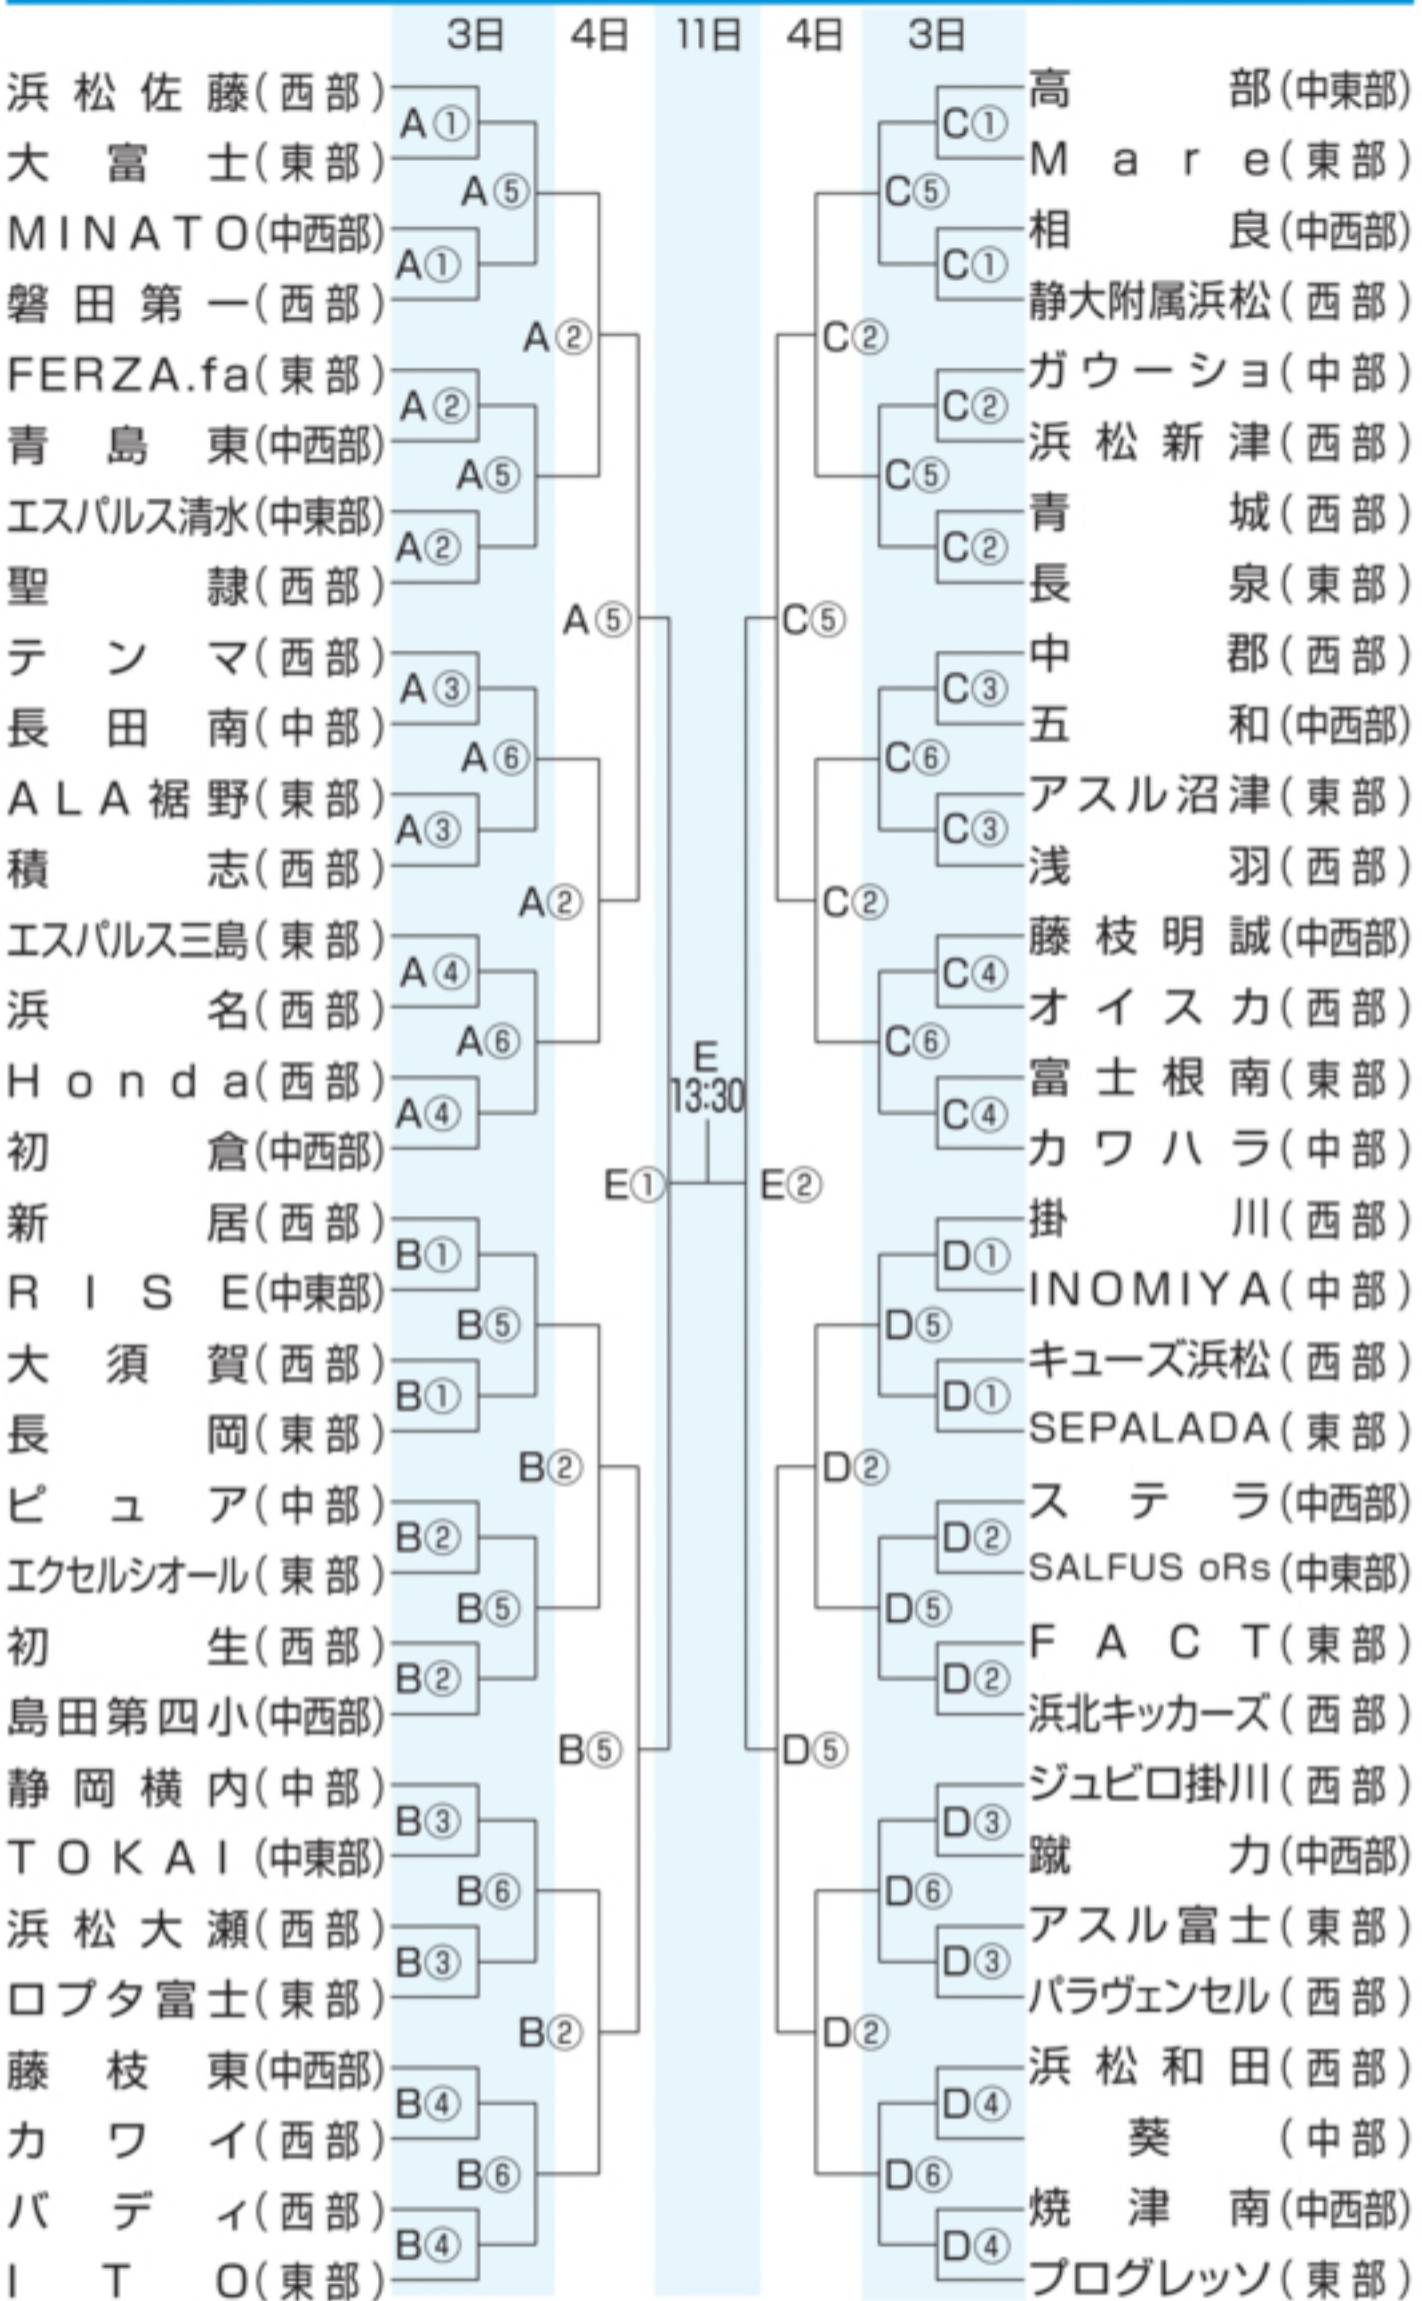 3日 4日 11日 4日 3日
浜松佐藤(西部)
大富士(東部)
MINATO(中西部)
磐田第一(西部)
FERZA.fa(東部)
青島東(中西部)
エスパルス清水(中東部)
聖隷(西部)
テンマ(西部)
長田南(中部)
ALA裾野(東部)
積志(西部)
エスパルス三島(東部)
浜名(西部)
Honda(西部)
初倉(中西部)
新居(西部)
RISE(中東部)
大須賀(西部)
長岡(東部)
ピュア(中部)
エクセルシオール(東部)
初生(西部)
島田第四小(中西部)
静岡横内(中部)
TOKAI(中東部)
浜松大瀬(西部)
ロプタ富士(東部)
藤枝東(中西部)
カワイ(西部)
バディ(西部)
ITO(東部)
A①
A①
A②
A②
A③
A③
A④
A④
B①
B①
B②
B②
B③
B③
B④
B④
A⑤
A⑤
A⑥
A⑥
B⑤
B⑤
B⑥
B⑥
A②
A②
B②
B②
A⑤
B⑤
E①
E
13:30
E②
C⑤
D⑤
C②
C②
D②
D②
C⑤
C⑤
C⑥
C⑥
D⑤
D⑤
D⑥
D⑥
C①
C①
C②
C②
C③
C③
C④
C④
D①
D①
D②
D②
D③
D③
D④
D④
高部(中東部)
Mare(東部)
相良(中西部)
静大附属浜松(西部)
ガウーショ(中部)
浜松新津(西部)
青城(西部)
長泉(東部)
中郡(西部)
五和(中西部)
アスル沼津(東部)
浅羽(西部)
藤枝明誠(中西部)
オイスカ(西部)
富士根南(東部)
カワハラ(中部)
掛川(西部)
INOMIYA(中部)
キューズ浜松(西部)
SEPALADA(東部)
ステラ(中西部)
SALFUS oRs(中東部)
FACT(東部)
浜北キッカーズ(西部)
ジュビロ掛川(西部)
蹴力(中西部)
アスル富士(東部)
パラヴェンセル(西部)
浜松和田(西部)
葵(中部)
焼津南(中西部)
プログレッソ(東部)